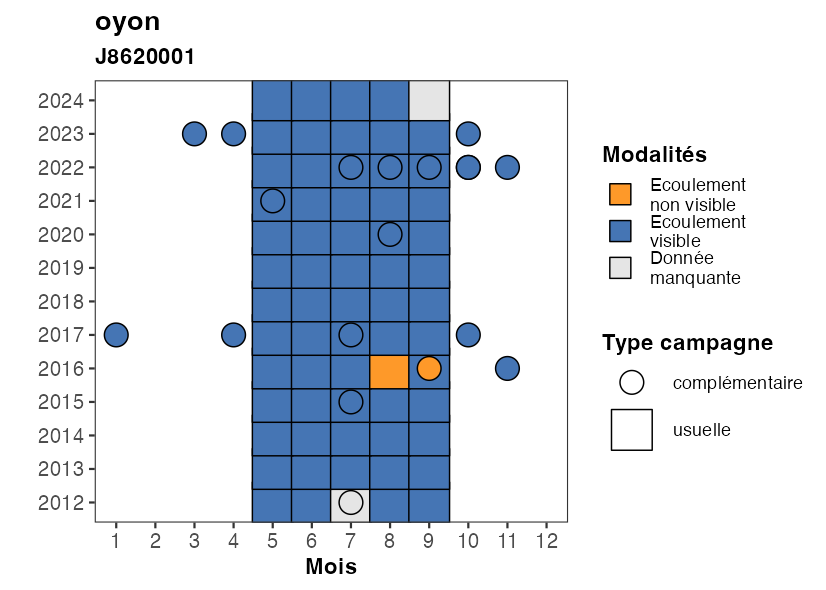 oyon
J8620001
2024
2023
2022
2021
2020
2019
2018
2017
2016
2015
2014
2013
2012
1 2 3 4 5 6 7 8 9 10 11 12
Mois
Modalités
Ecoulement
non visible
Ecoulement
visible
Donnée
manquante
Type campagne
complémentaire
usuelle